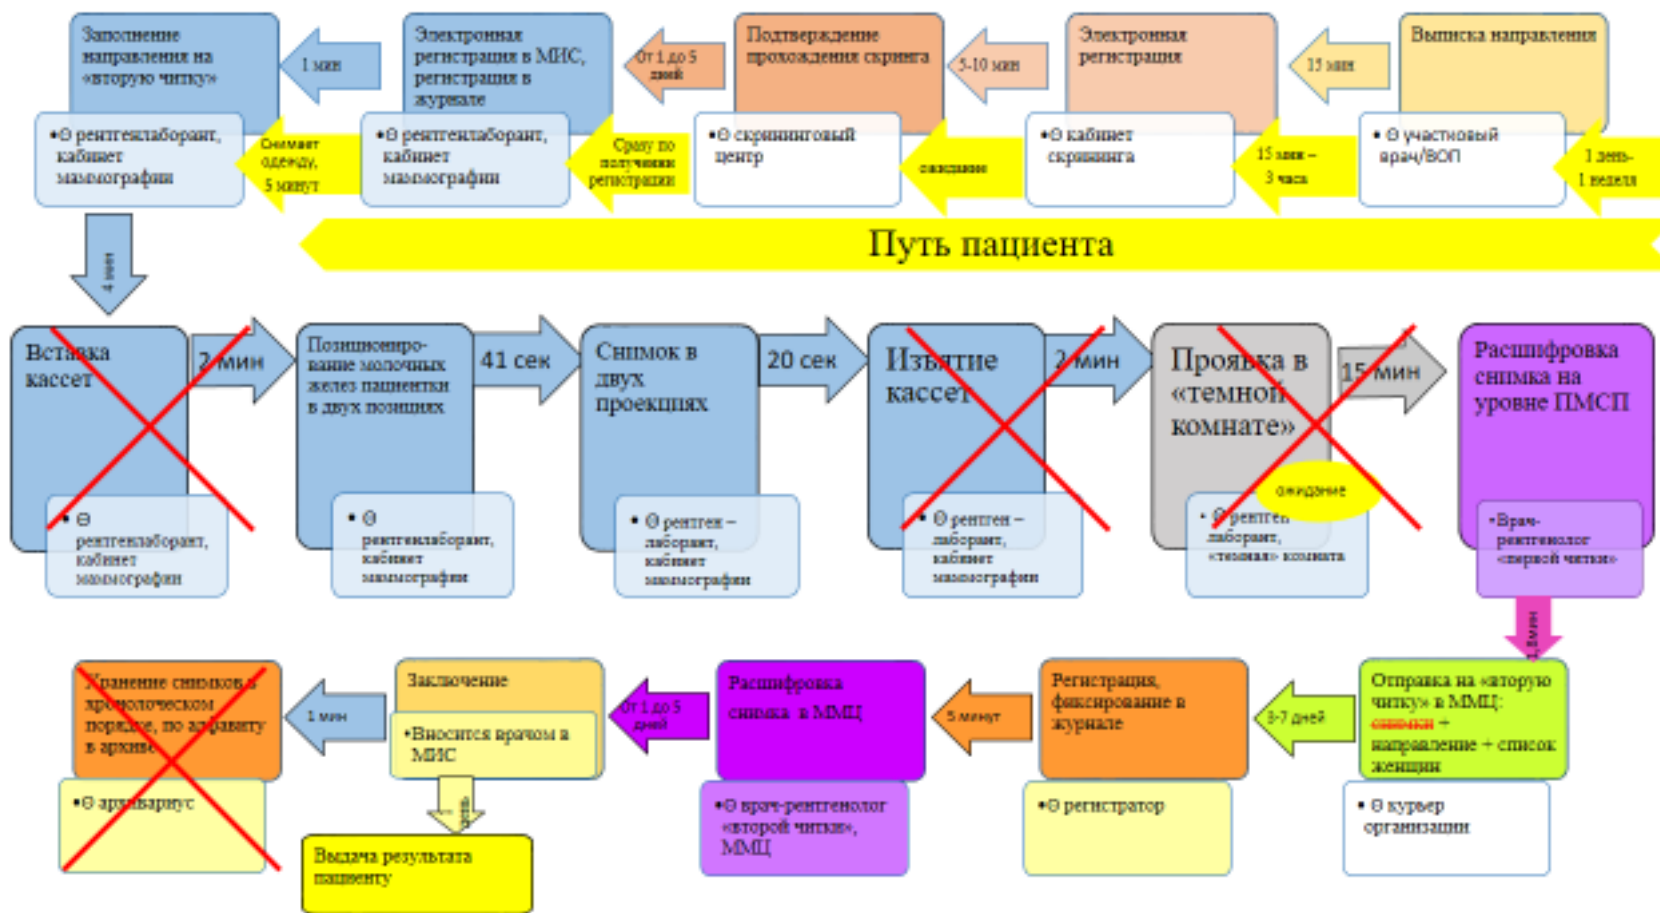 Заполнение
направления на
«вторую читку»
1 мин
Электронная
регистрация в МИС,
регистрация в
журнале
От 1 до 5
дней
Подтверждение
прохождения скринга
5-10 мин
Электронная
регистрация
15 мин
Выписка направления
•Ө рентгенлаборант,
кабинет
маммографии
Снимает
одежду,
5 минут
•Ө рентгенлаборант,
кабинет
маммографии
Сразу по
получении
регистрации
•Ө скрининговый
центр
ожидание
•Ө кабинет
скрининга
15 мин –
3 часа
• Ө участковый
врач/ВОП
1 день-
1 неделя
Путь пациента
4 мин
Вставка
кассет
2 мин
Позициониро-
вание молочных
желез пациентки
в двух позициях
41 сек
Снимок в
двух
проекциях
20 сек
Изъятие
кассет
2 мин
Проявка в
«темной
комнате»
15 мин
Расшифровка
снимка на
уровне ПМСП
• Ө
рентгенлаборант,
кабинет
маммографии
• Ө
рентгенлаборант,
кабинет
маммографии
• Ө рентген –
лаборант,
кабинет
маммографии
• Ө рентген –
лаборант,
кабинет
маммографии
ожидание
• Ө рентген
лаборант,
«темная» комната
•Врач-
рентгенолог
«первой читки»
1,8мин
Хранение снимков в
хронолоческом
порядке, по алфавиту
в архиве
1 мин
Заключение
•Вносится врачом в
МИС
От 1 до 5
дней
Расшифровка
снимка в ММЦ
5 минут
Регистрация,
фиксирование в
журнале
3-7 дней
Отправка на «вторую
читку» в ММЦ:
снимки +
направление + список
женщин
•Ө архивариус
день
Выдача результата
пациенту
•Ө врач-рентгенолог
«второй читки»,
ММЦ
•Ө регистратор
• Ө курьер
организации